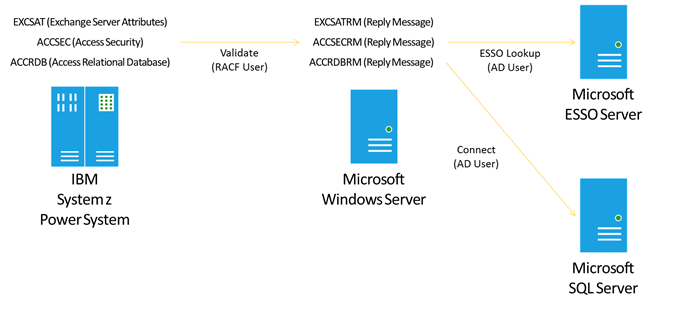 EXCSAT (Exchange Server Attributes)
ACCSEC (Access Security)
ACCRDB (Access Relational Database)
Validate
(RACF User)
EXCSATRM (Reply Message)
ACCSECRM (Reply Message)
ACCRDBRM (Reply Message)
ESSO Lookup
(AD User)
Microsoft
ESSO Server
Connect
(AD User)
IBM
System z
Power System
Microsoft
Windows Server
Microsoft
SQL Server